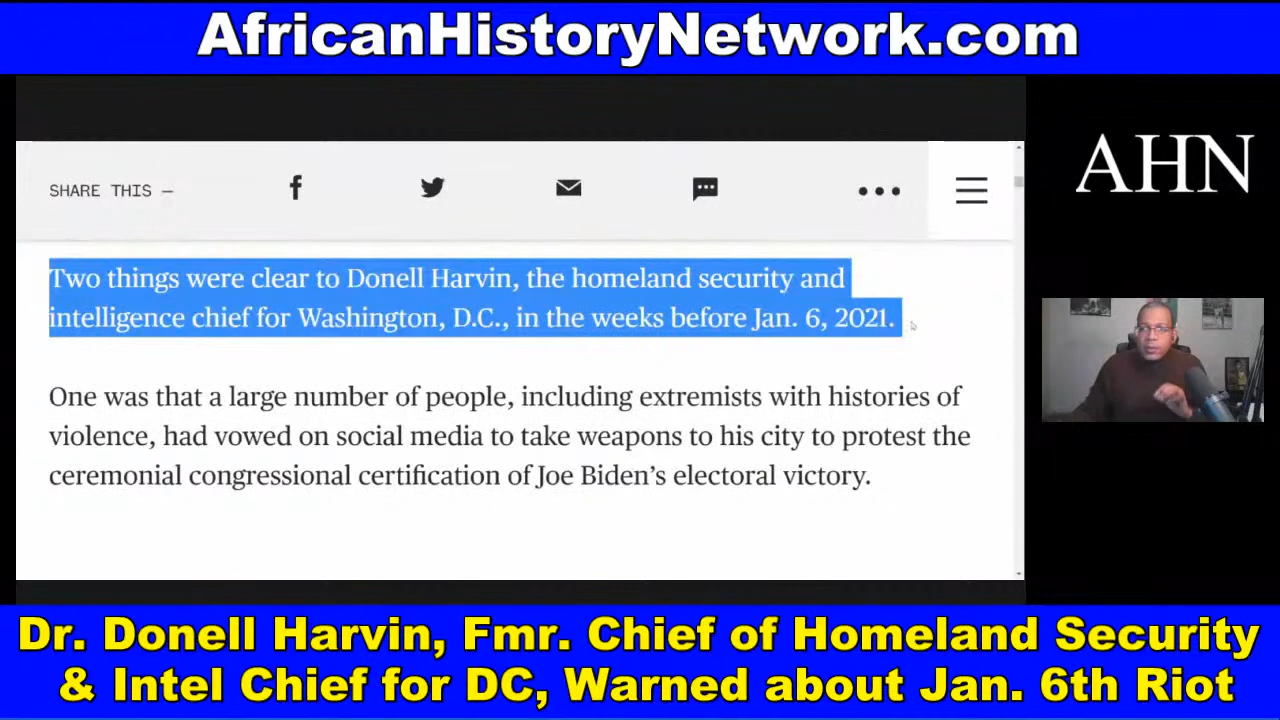 AfricanHistoryNetwork.com
AHN
SHARE THIS —
Two things were clear to Donell Harvin, the homeland security and
intelligence chief for Washington, D.C., in the weeks before Jan. 6, 2021.
One was that a large number of people, including extremists with histories of
violence, had vowed on social media to take weapons to his city to protest the
ceremonial congressional certification of Joe Biden’s electoral victory.
Dr. Donell Harvin, Fmr. Chief of Homeland Security
& Intel Chief for DC, Warned about Jan. 6th Riot